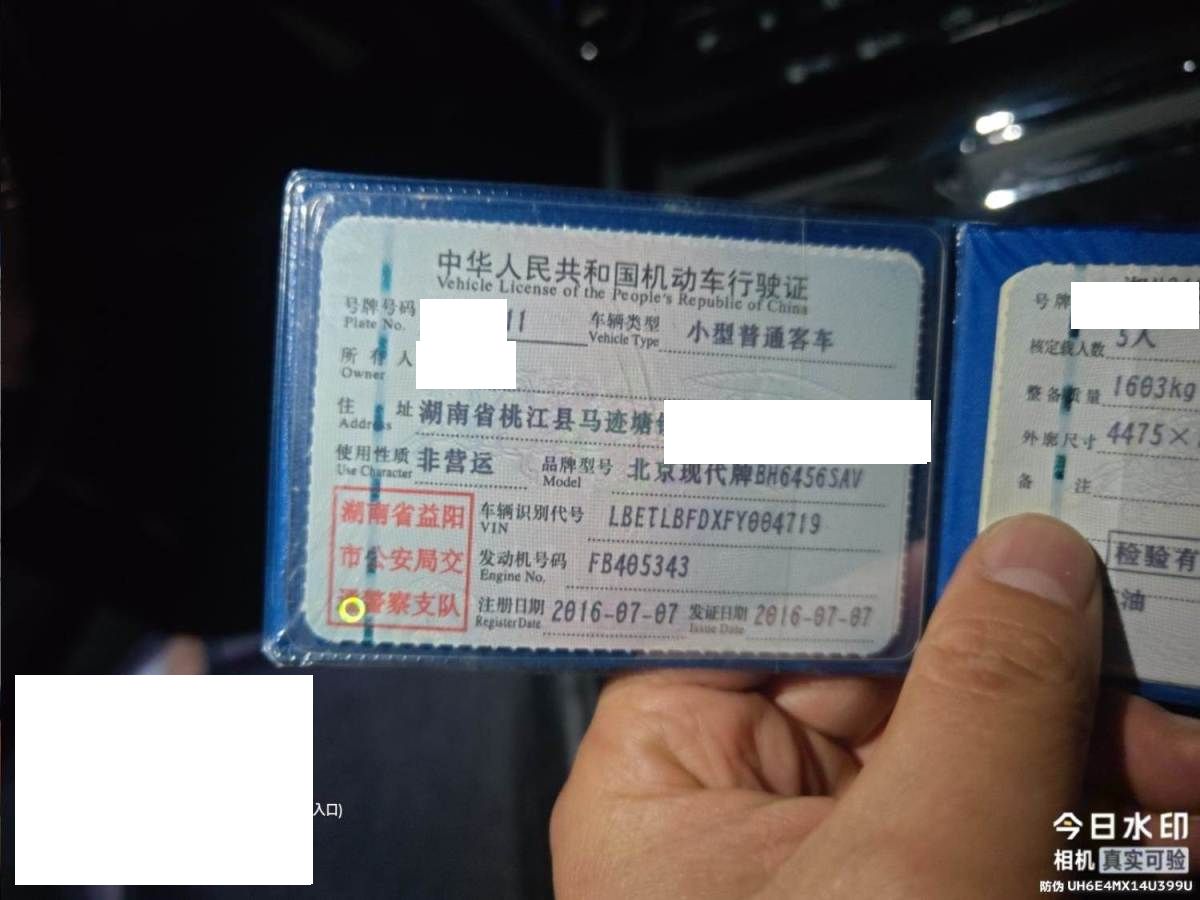 中华人民共和国机动车行驶证
Vehicle License of the People's Republic of China
号牌号码 11 车辆类型 小型普通客车
Plate No. Vehicle Type
所有人
Owner
住址 湖南省桃江县马迹塘
Address
使用性质 非营运 品牌型号 北京现代牌BH6456SAV
Use Character Model
湖南省益阳
市公安局交
警察支队
车辆识别代号 LBETLBFDXFY004719
VIN
发动机号码 FB405343
Engine No.
注册日期 2016-07-07 发证日期 2016-07-07
Register Date Issue Date
号牌
核定载人数 5人
整备质量 1603kg
外廓尺寸 4475×
备注
检验有
油
入口)
今日水印
相机 真实可验
防伪 UH6E4MX14U399U